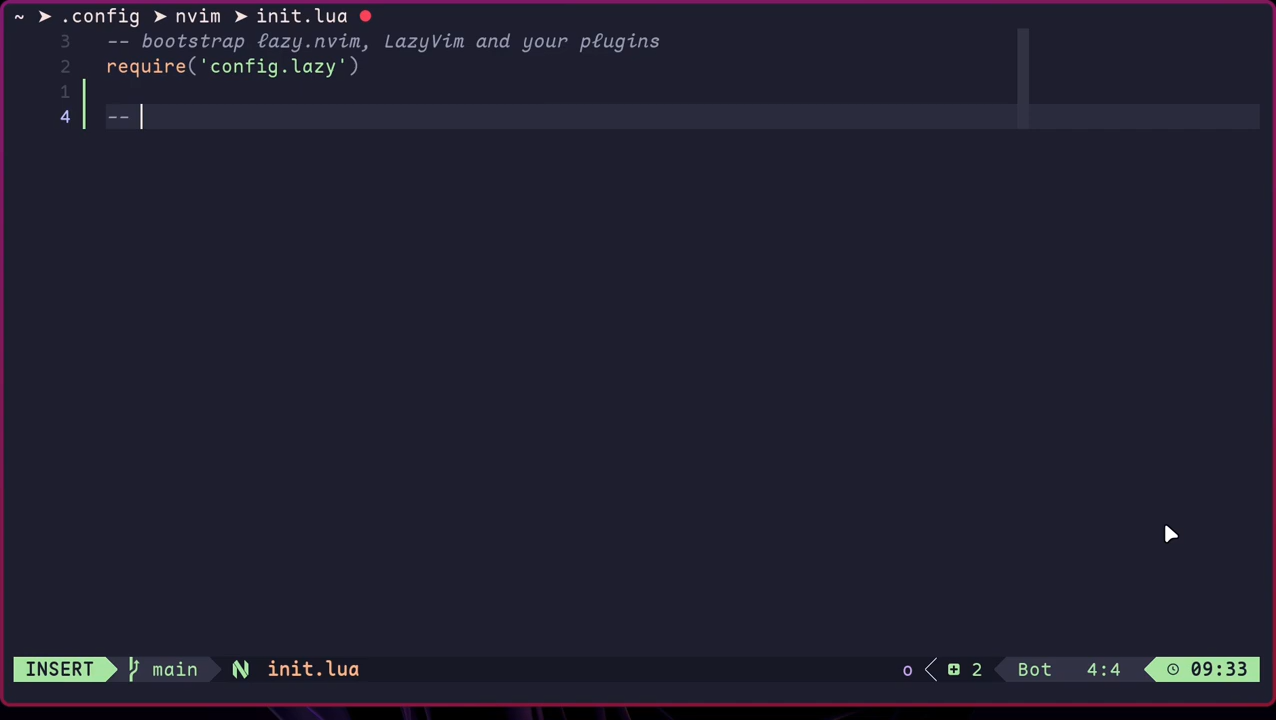 ~ ➤ .config ➤ nvim ➤ init.lua
3 -- bootstrap lazy.nvim, LazyVim and your plugins
2 require('config.lazy')
1
4 --
INSERT main init.lua o 2 Bot 4:4 09:33